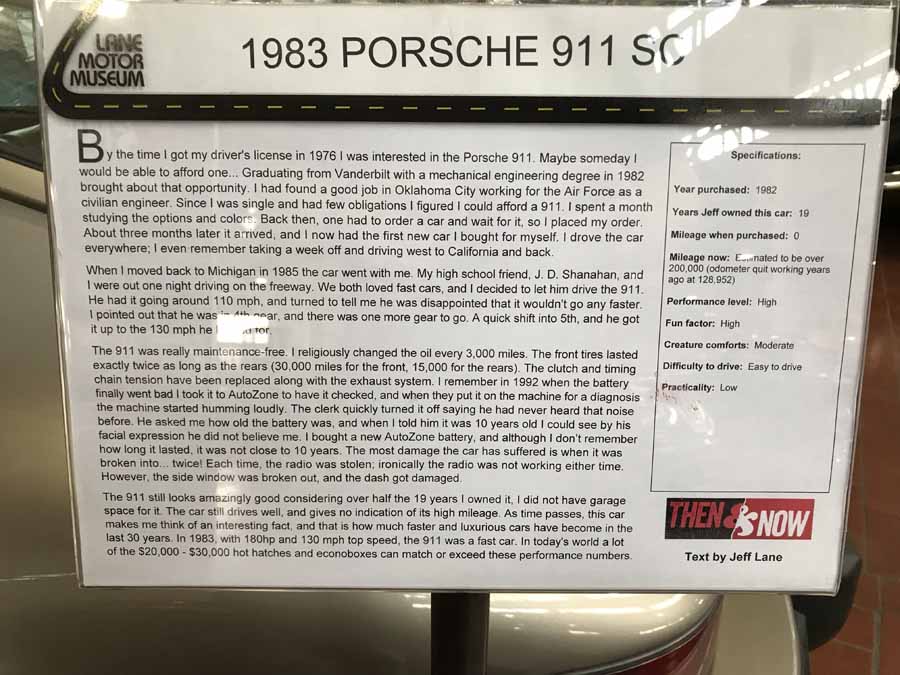 LANE
MOTOR
MUSEUM
1983 PORSCHE 911 SC
By the time I got my driver's license in 1976 I was interested in the Porsche 911. Maybe someday I
would be able to afford one... Graduating from Vanderbilt with a mechanical engineering degree in 1982
brought about that opportunity. I had found a good job in Oklahoma City working for the Air Force as a
civilian engineer. Since I was single and had few obligations I figured I could afford a 911. I spent a month
studying the options and colors. Back then, one had to order a car and wait for it, so I placed my order.
About three months later it arrived, and I now had the first new car I bought for myself. I drove the car
everywhere; I even remember taking a week off and driving west to California and back.
When I moved back to Michigan in 1985 the car went with me. My high school friend, J. D. Shanahan, and
I were out one night driving on the freeway. We both loved fast cars, and I decided to let him drive the 911.
He had it going around 110 mph, and turned to tell me he was disappointed that it wouldn't go any faster.
I pointed out that he was in 4th gear, and there was one more gear to go. A quick shift into 5th, and he got
it up to the 130 mph he for.
The 911 was really maintenance-free. I religiously changed the oil every 3,000 miles. The front tires lasted
exactly twice as long as the rears (30,000 miles for the front, 15,000 for the rears). The clutch and timing
chain tension have been replaced along with the exhaust system. I remember in 1992 when the battery
finally went bad I took it to AutoZone to have it checked, and when they put it on the machine for a diagnosis
the machine started humming loudly. The clerk quickly turned it off saying he had never heard that noise
before. He asked me how old the battery was, and when I told him it was 10 years old I could see by his
facial expression he did not believe me. I bought a new AutoZone battery, and although I don't remember
how long it lasted, it was not close to 10 years. The most damage the car has suffered is when it was
broken into... twice! Each time, the radio was stolen; ironically the radio was not working either time.
However, the side window was broken out, and the dash got damaged.
The 911 still looks amazingly good considering over half the 19 years I owned it, I did not have garage
space for it. The car still drives well, and gives no indication of its high mileage. As time passes, this car
makes me think of an interesting fact, and that is how much faster and luxurious cars have become in the
last 30 years. In 1983, with 180hp and 130 mph top speed, the 911 was a fast car. In today's world a lot
of the $20,000 - $30,000 hot hatches and econoboxes can match or exceed these performance numbers.
Specifications:
Year purchased: 1982
Years Jeff owned this car: 19
Mileage when purchased: 0
Mileage now: Estimated to be over
200,000 (odometer quit working years
ago at 128,952)
Performance level: High
Fun factor: High
Creature comforts: Moderate
Difficulty to drive: Easy to drive
Practicality: Low
THEN & NOW
Text by Jeff Lane